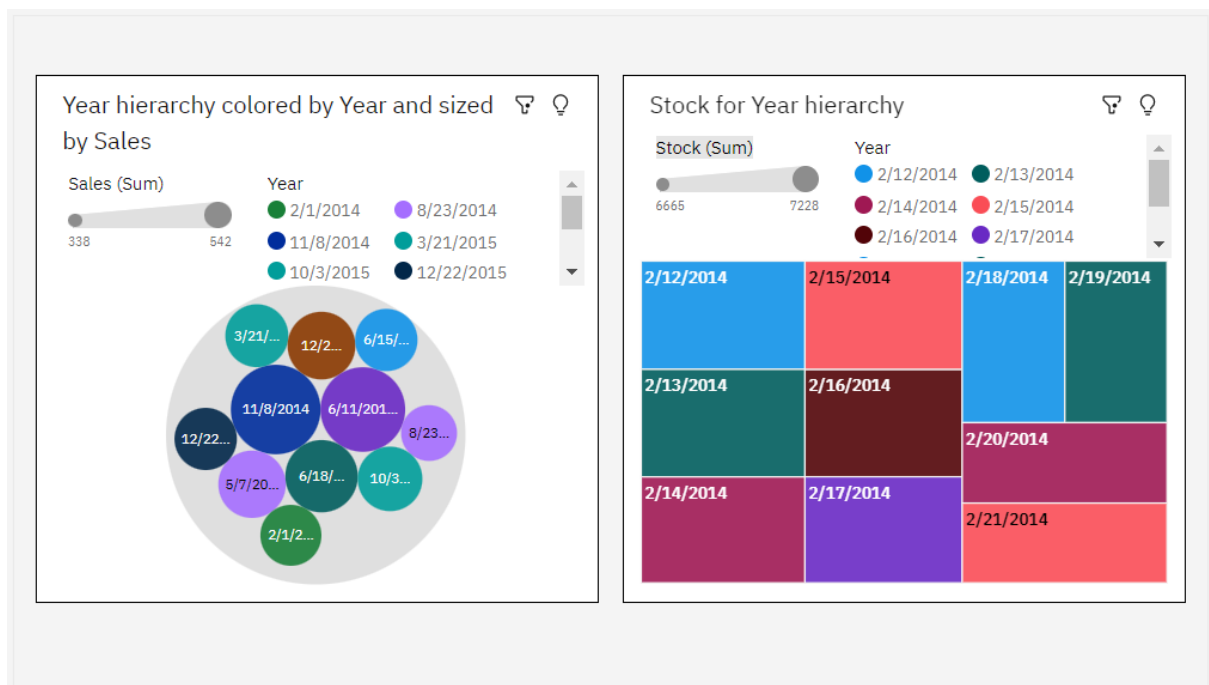 Year hierarchy colored by Year and sized
by Sales
Sales (Sum)
338 542
Year
2/1/2014 8/23/2014
11/8/2014 3/21/2015
10/3/2015 12/22/2015
3/21/... 12/2... 6/15/...
11/8/2014 6/11/201...
12/22... 8/23...
5/7/20... 6/18/... 10/3...
2/1/2...
Stock for Year hierarchy
Stock (Sum)
6665 7228
Year
2/12/2014 2/13/2014
2/14/2014 2/15/2014
2/16/2014 2/17/2014
2/12/2014 2/15/2014 2/18/2014 2/19/2014
2/13/2014 2/16/2014
2/20/2014
2/14/2014 2/17/2014
2/21/2014